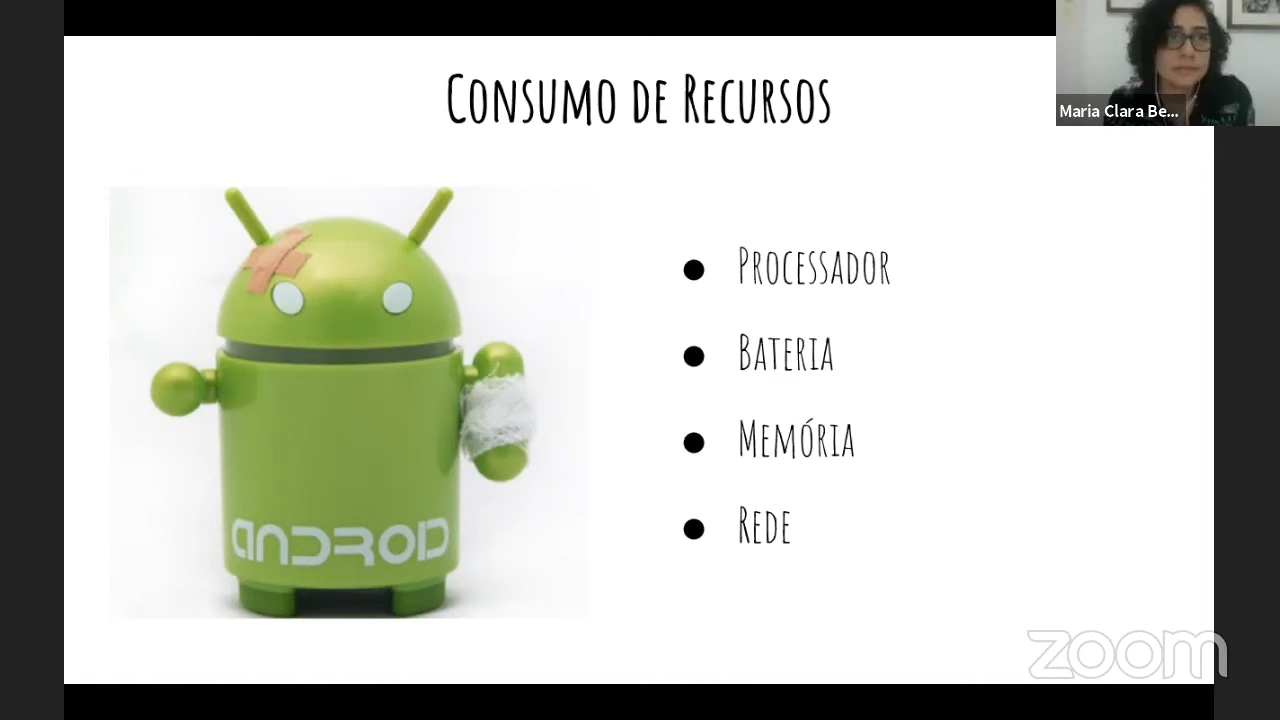 Consumo de Recursos
Maria Clara Be...
Processador
Bateria
Memória
Rede
ANDROID
zoom